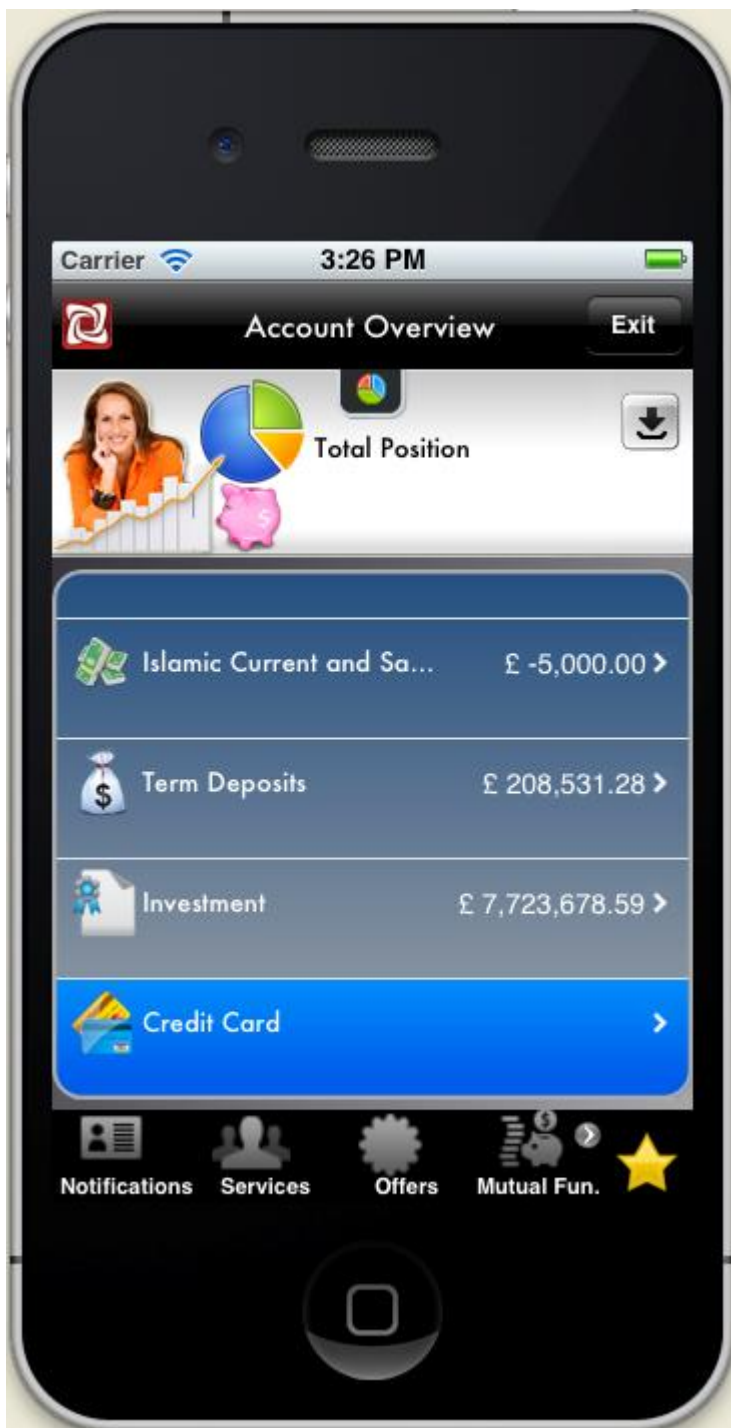 Carrier 3:26 PM
Account Overview Exit
Total Position
Islamic Current and Sa... £ -5,000.00
$
Term Deposits £ 208,531.28
Investment £ 7,723,678.59
Credit Card
Notifications Services Offers Mutual Fun.